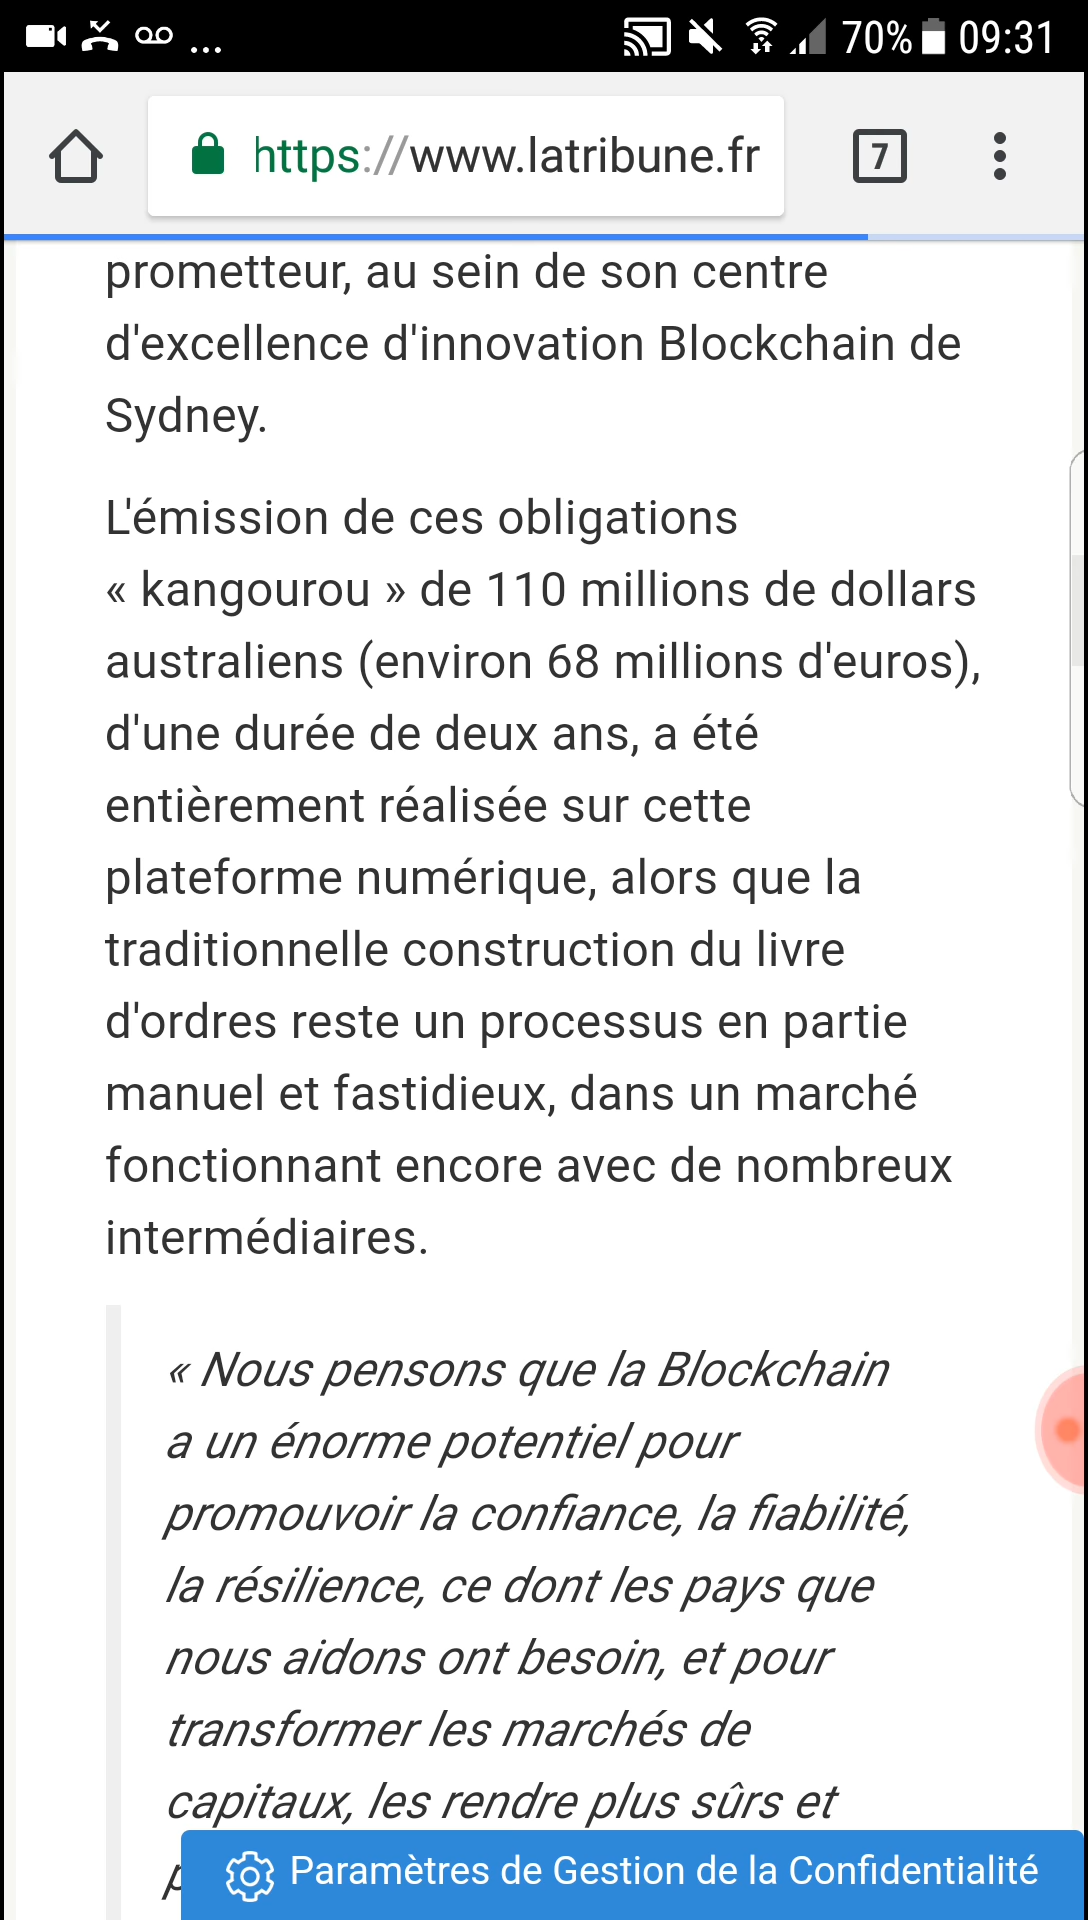 ... 70% 09:31
https://www.latribune.fr 7
prometteur, au sein de son centre
d'excellence d'innovation Blockchain de
Sydney.
L'émission de ces obligations
« kangourou » de 110 millions de dollars
australiens (environ 68 millions d'euros),
d'une durée de deux ans, a été
entièrement réalisée sur cette
plateforme numérique, alors que la
traditionnelle construction du livre
d'ordres reste un processus en partie
manuel et fastidieux, dans un marché
fonctionnant encore avec de nombreux
intermédiaires.
« Nous pensons que la Blockchain
a un énorme potentiel pour
promouvoir la confiance, la fiabilité,
la résilience, ce dont les pays que
nous aidons ont besoin, et pour
transformer les marchés de
capitaux, les rendre plus sûrs et
Paramètres de Gestion de la Confidentialité